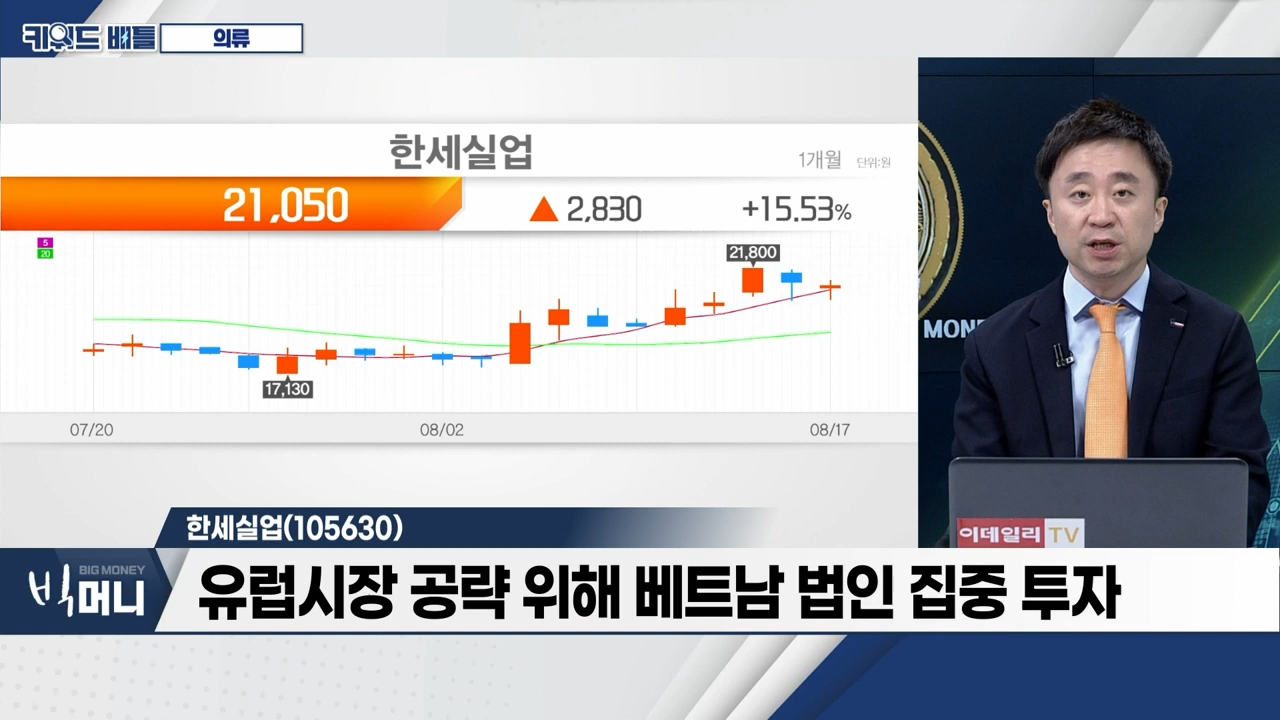 키워드 배틀 의류
한세실업
1개월 단위:원
21,050 ▲ 2,830 +15.53%
5
20
21,800
17,130
07/20 08/02 08/17
MON
이데일리 TV
한세실업(105630)
BIG MONEY
빅머니
유럽시장 공략 위해 베트남 법인 집중 투자